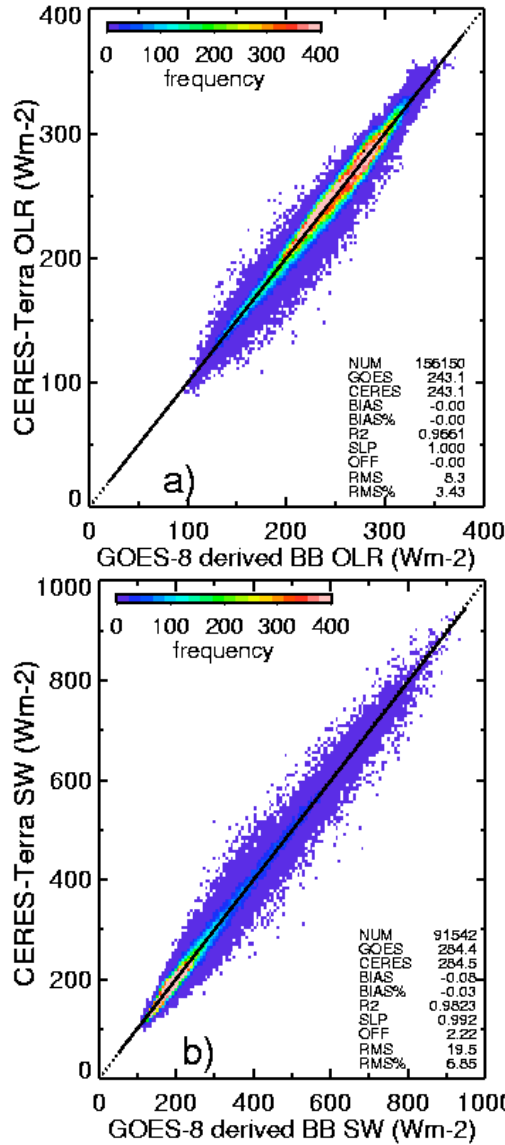 400
0 100 200 300 400
frequency
300
200
100
0
CERES-Terra OLR (Wm-2)
NUM 156150
GOES 243.1
CERES 243.1
BIAS -0.00
BIAS% -0.00
R2 0.9661
SLP 1.000
OFF -0.00
RMS 8.3
RMS% 3.43
a)
0 100 200 300 400
GOES-8 derived BB OLR (Wm-2)
1000
0 100 200 300 400
frequency
800
600
400
200
0
CERES-Terra SW (Wm-2)
NUM 91542
GOES 284.4
CERES 284.5
BIAS -0.08
BIAS% -0.03
R2 0.9823
SLP 0.992
OFF 2.22
RMS 19.5
RMS% 6.85
b)
0 200 400 600 800 1000
GOES-8 derived BB SW (Wm-2)